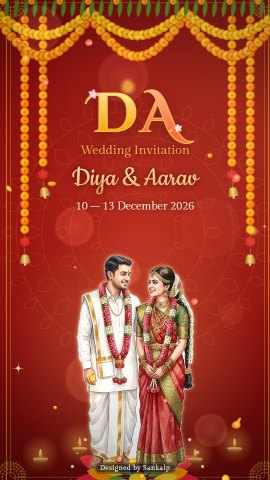 DA
Wedding Invitation
Diya & Aarav
10 — 13 December 2026
Designed by Sankalp